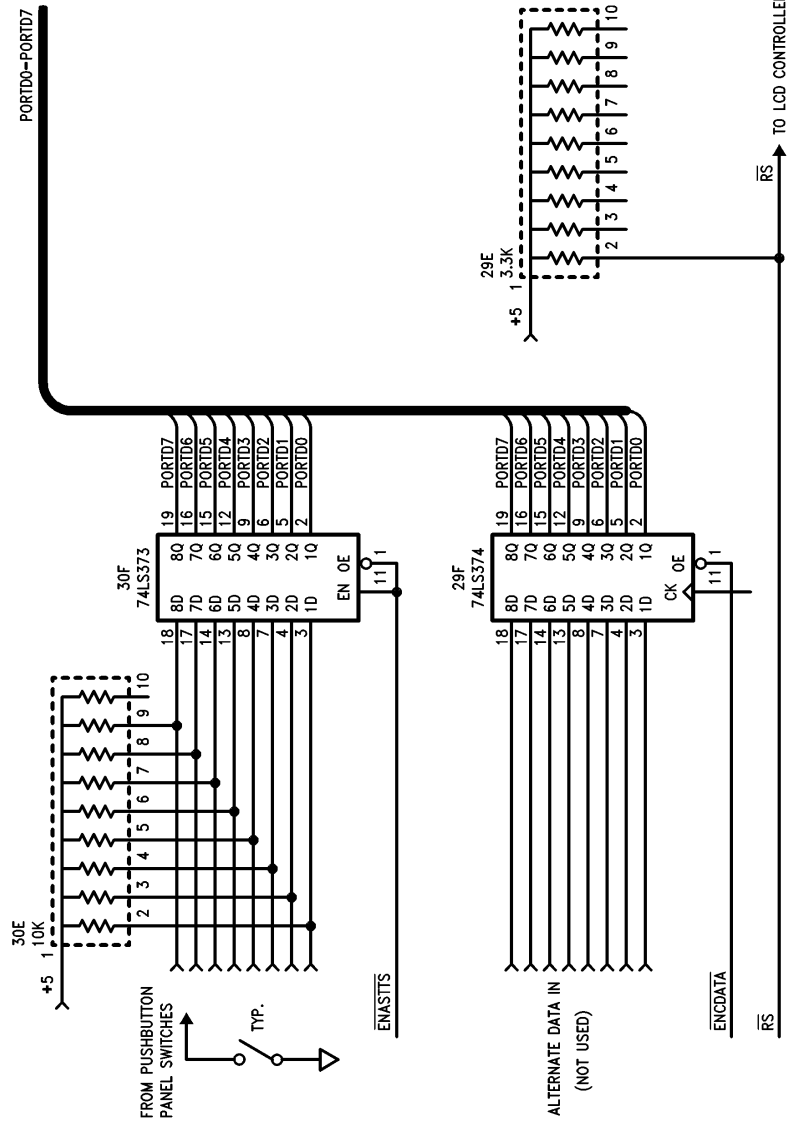 PORTD0–PORTD7
30E
10K
+5
1
2
3
4
5
6
7
8
9
10
FROM PUSHBUTTON
PANEL SWITCHES
TYP.
ENASTTS
30F
74LS373
18 8D 8Q 19 PORTD7
17 7D 7Q 16 PORTD6
14 6D 6Q 15 PORTD5
13 5D 5Q 12 PORTD4
8 4D 4Q 9 PORTD3
7 3D 3Q 6 PORTD2
4 2D 2Q 5 PORTD1
3 1D 1Q 2 PORTD0
EN OE
11 1
29F
74LS374
18 8D 8Q 19 PORTD7
17 7D 7Q 16 PORTD6
14 6D 6Q 15 PORTD5
13 5D 5Q 12 PORTD4
8 4D 4Q 9 PORTD3
7 3D 3Q 6 PORTD2
4 2D 2Q 5 PORTD1
3 1D 1Q 2 PORTD0
CK OE
11 1
ALTERNATE DATA IN
(NOT USED)
ENCDATA
29E
3.3K
+5
1
2
3
4
5
6
7
8
9
10
RS
RS
TO LCD CONTROLLER